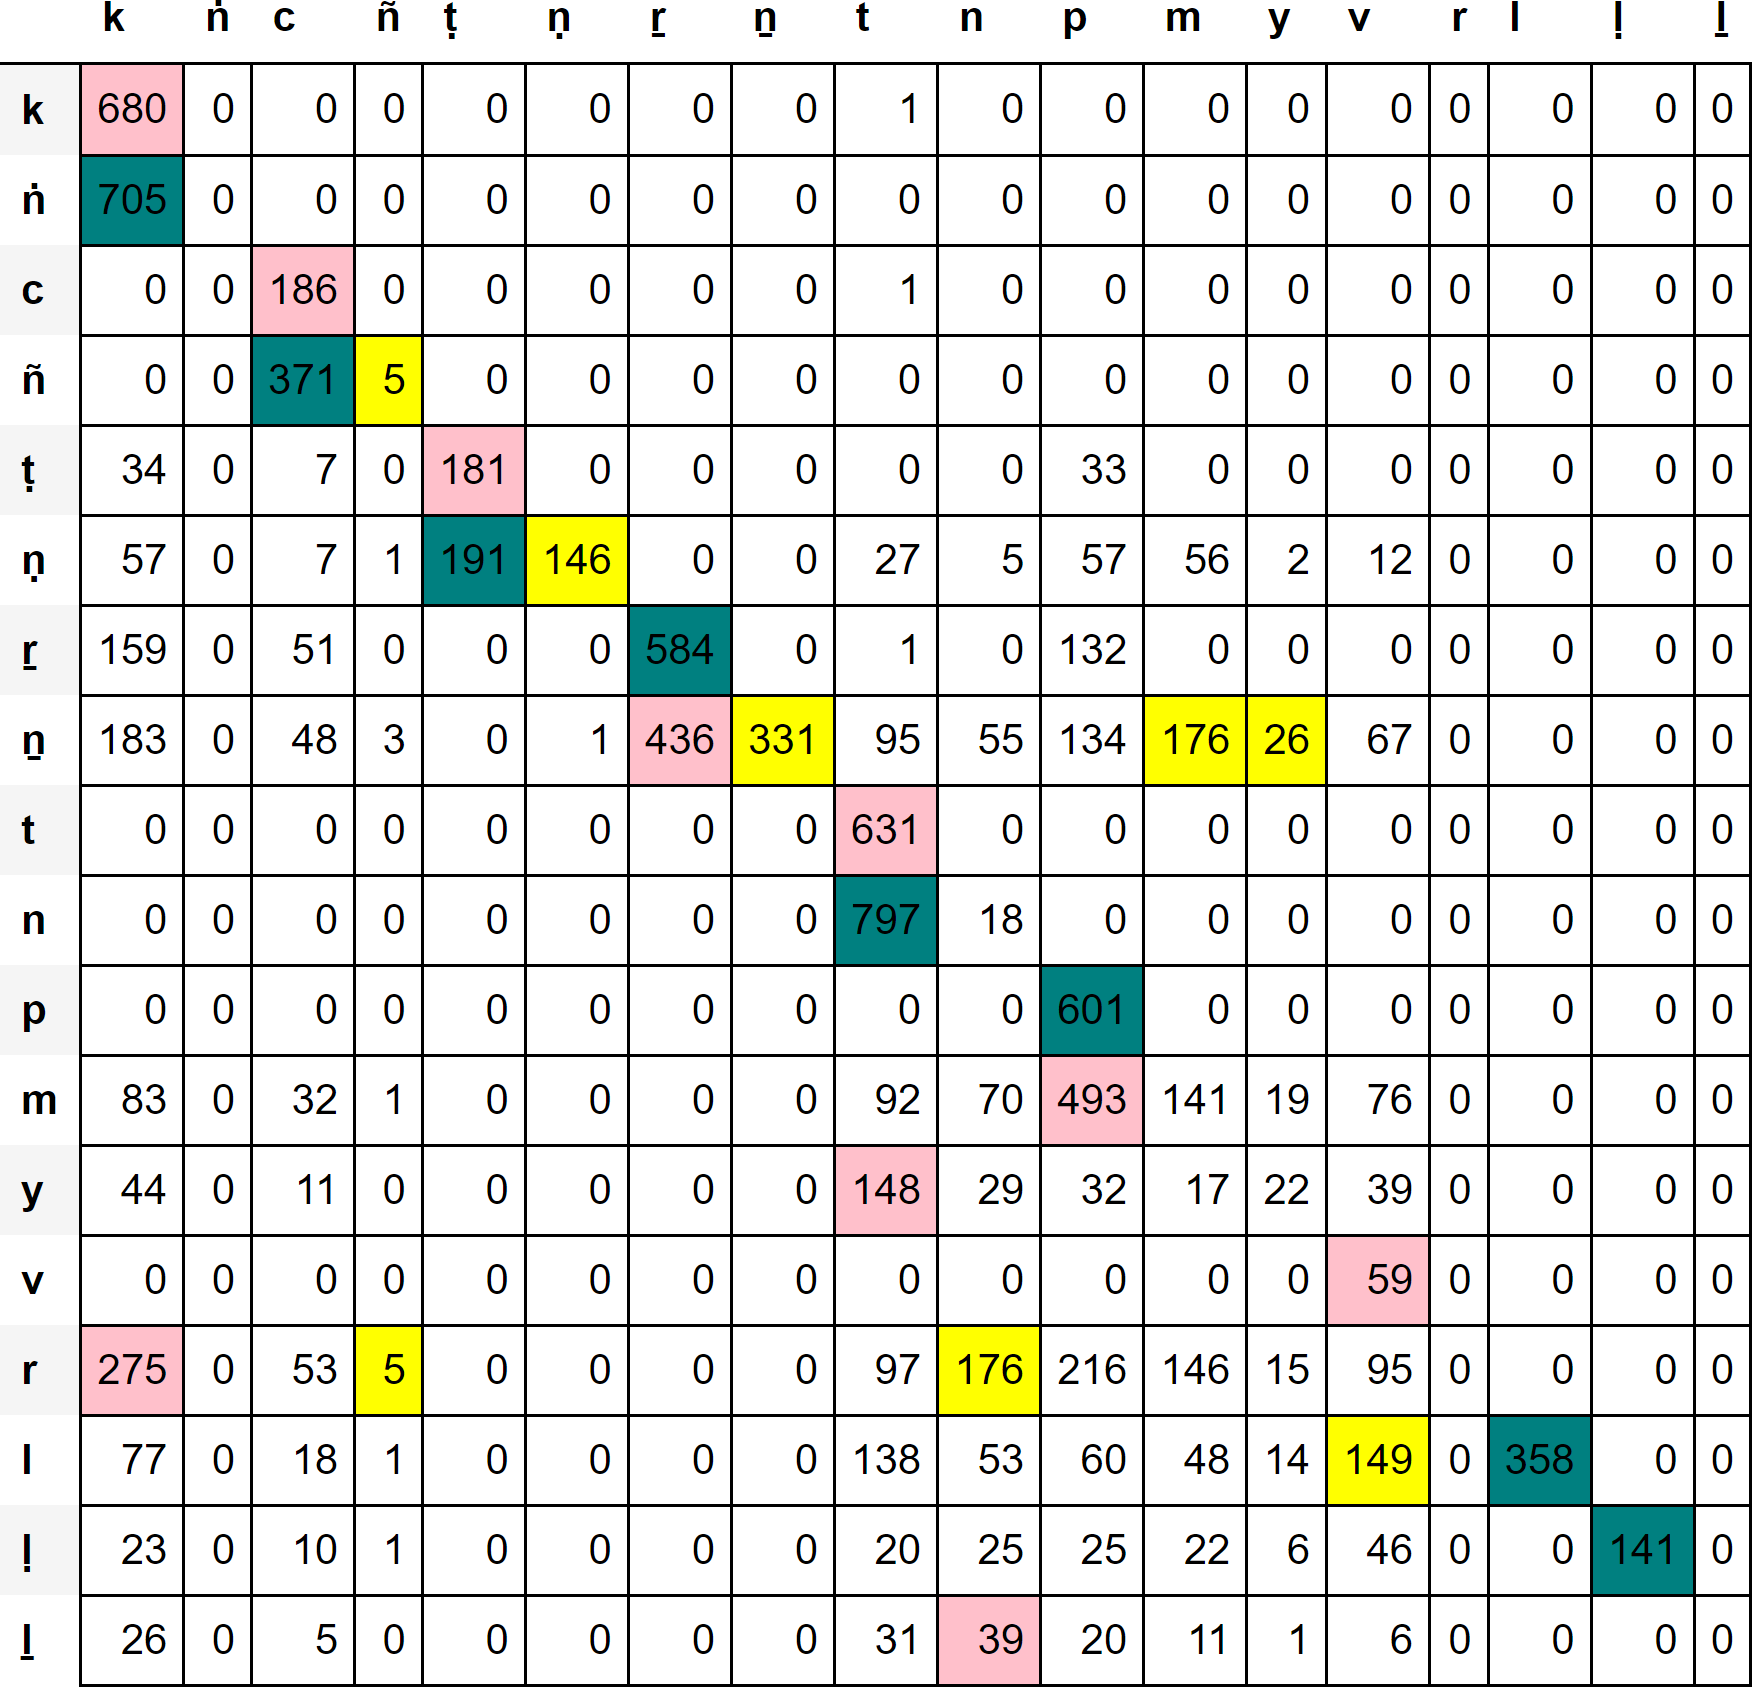 k ṅ c ñ ṭ ṇ ṟ ṉ t n p m y v r l ḷ ḻ
k 680 0 0 0 0 0 0 0 1 0 0 0 0 0 0 0 0 0
ṅ 705 0 0 0 0 0 0 0 0 0 0 0 0 0 0 0 0 0
c 0 0 186 0 0 0 0 0 1 0 0 0 0 0 0 0 0 0
ñ 0 0 371 5 0 0 0 0 0 0 0 0 0 0 0 0 0 0
ṭ 34 0 7 0 181 0 0 0 0 0 33 0 0 0 0 0 0 0
ṇ 57 0 7 1 191 146 0 0 27 5 57 56 2 12 0 0 0 0
ṟ 159 0 51 0 0 0 584 0 1 0 132 0 0 0 0 0 0 0
ṉ 183 0 48 3 0 1 436 331 95 55 134 176 26 67 0 0 0 0
t 0 0 0 0 0 0 0 0 631 0 0 0 0 0 0 0 0 0
n 0 0 0 0 0 0 0 0 797 18 0 0 0 0 0 0 0 0
p 0 0 0 0 0 0 0 0 0 0 601 0 0 0 0 0 0 0
m 83 0 32 1 0 0 0 0 92 70 493 141 19 76 0 0 0 0
y 44 0 11 0 0 0 0 0 148 29 32 17 22 39 0 0 0 0
v 0 0 0 0 0 0 0 0 0 0 0 0 0 59 0 0 0 0
r 275 0 53 5 0 0 0 0 97 176 216 146 15 95 0 0 0 0
l 77 0 18 1 0 0 0 0 138 53 60 48 14 149 0 358 0 0
ḷ 23 0 10 1 0 0 0 0 20 25 25 22 6 46 0 0 141 0
ḻ 26 0 5 0 0 0 0 0 31 39 20 11 1 6 0 0 0 0